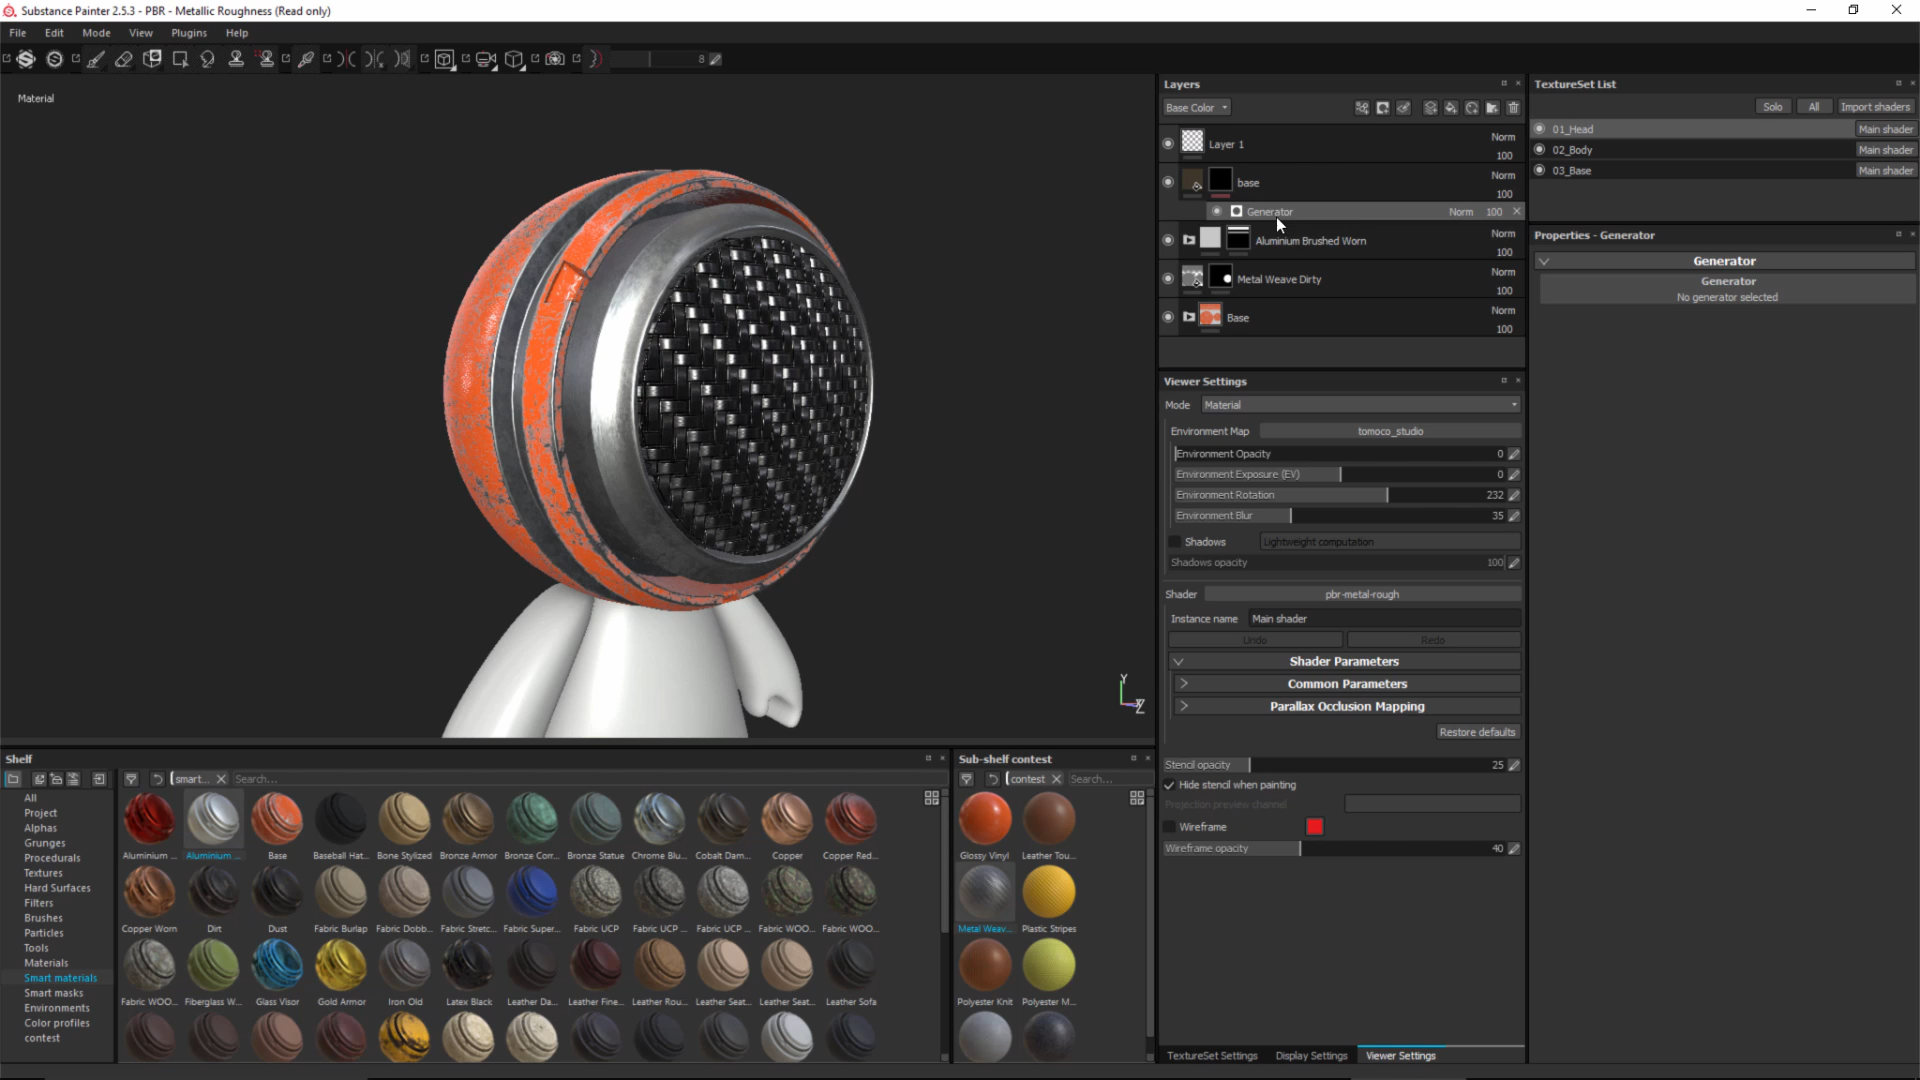 Substance Painter 2.5.3 - PBR - Metallic Roughness (Read only)
File Edit Mode View Plugins Help
8
Material
Y
Z
Layers
Base Color
Layer 1 Norm 100
base Norm 100
Generator Norm 100
Aluminium Brushed Worn Norm 100
Metal Weave Dirty Norm 100
Base Norm 100
Viewer Settings
Mode Material
Environment Map tomoco_studio
Environment Opacity 0
Environment Exposure (EV) 0
Environment Rotation 232
Environment Blur 35
Shadows Lightweight computation
Shadows opacity 100
Shader pbr-metal-rough
Instance name Main shader
Undo Redo
Shader Parameters
Common Parameters
Parallax Occlusion Mapping
Restore defaults
Stencil opacity 25
Hide stencil when painting
Projection preview channel
Wireframe
Wireframe opacity 40
TextureSet Settings Display Settings Viewer Settings
TextureSet List
Solo All Import shaders
01_Head Main shader
02_Body Main shader
03_Base Main shader
Properties - Generator
Generator
Generator
No generator selected
Shelf
smart... Search...
All
Project
Alphas
Grunges
Procedurals
Textures
Hard Surfaces
Filters
Brushes
Particles
Tools
Materials
Smart materials
Smart masks
Environments
Color profiles
contest
Aluminium ... Aluminium ... Base Baseball Hat... Bone Stylized Bronze Armor Bronze Corr... Bronze Statue Chrome Blu... Cobalt Dam... Copper Copper Red...
Copper Worn Dirt Dust Fabric Burlap Fabric Dobb... Fabric Stretc... Fabric Super... Fabric UCP Fabric UCP ... Fabric UCP ... Fabric WOO... Fabric WOO...
Fabric WOO... Fiberglass W... Glass Visor Gold Armor Iron Old Latex Black Leather Da... Leather Fine... Leather Rou... Leather Seat... Leather Seat... Leather Sofa
Sub-shelf contest
contest Search...
Glossy Vinyl Leather Tou...
Metal Weav... Plastic Stripes
Polyester Knit Polyester M...